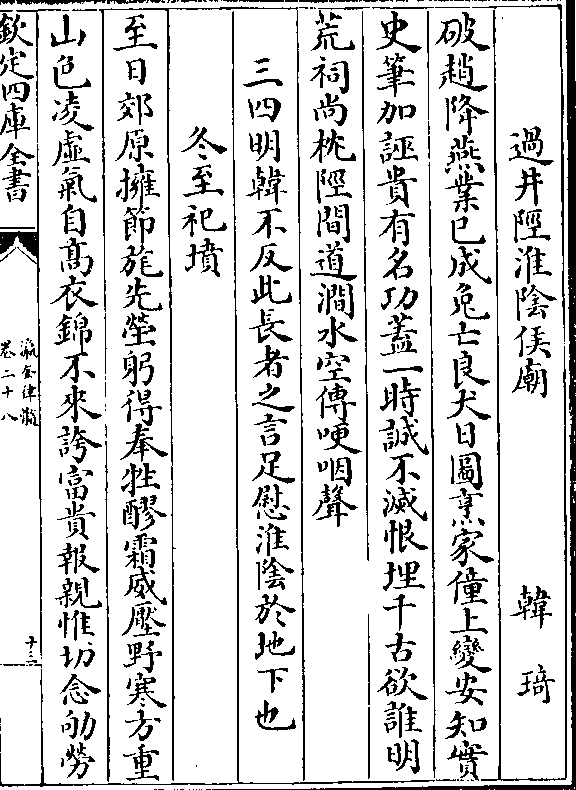 過井陘淮隂侯廟 韓琦
破趙降燕業已成兔亡良犬日圖烹家僮上變安知實
史筆加誣貴有名功蓋一時誠不滅恨埋千古欲誰明
荒祠尚枕陘間道澗水空傳哽咽聲
三四明韓不反此長者之言足慰淮隂於地下也
冬至祀墳
至日郊原擁節旄先塋躬得奉牲醪霜威壓野寒方重
山色凌虛氣自髙衣錦不來誇富貴報親惟切念劬勞
欽定四庫全書
瀛奎律髓
卷二十八
十三